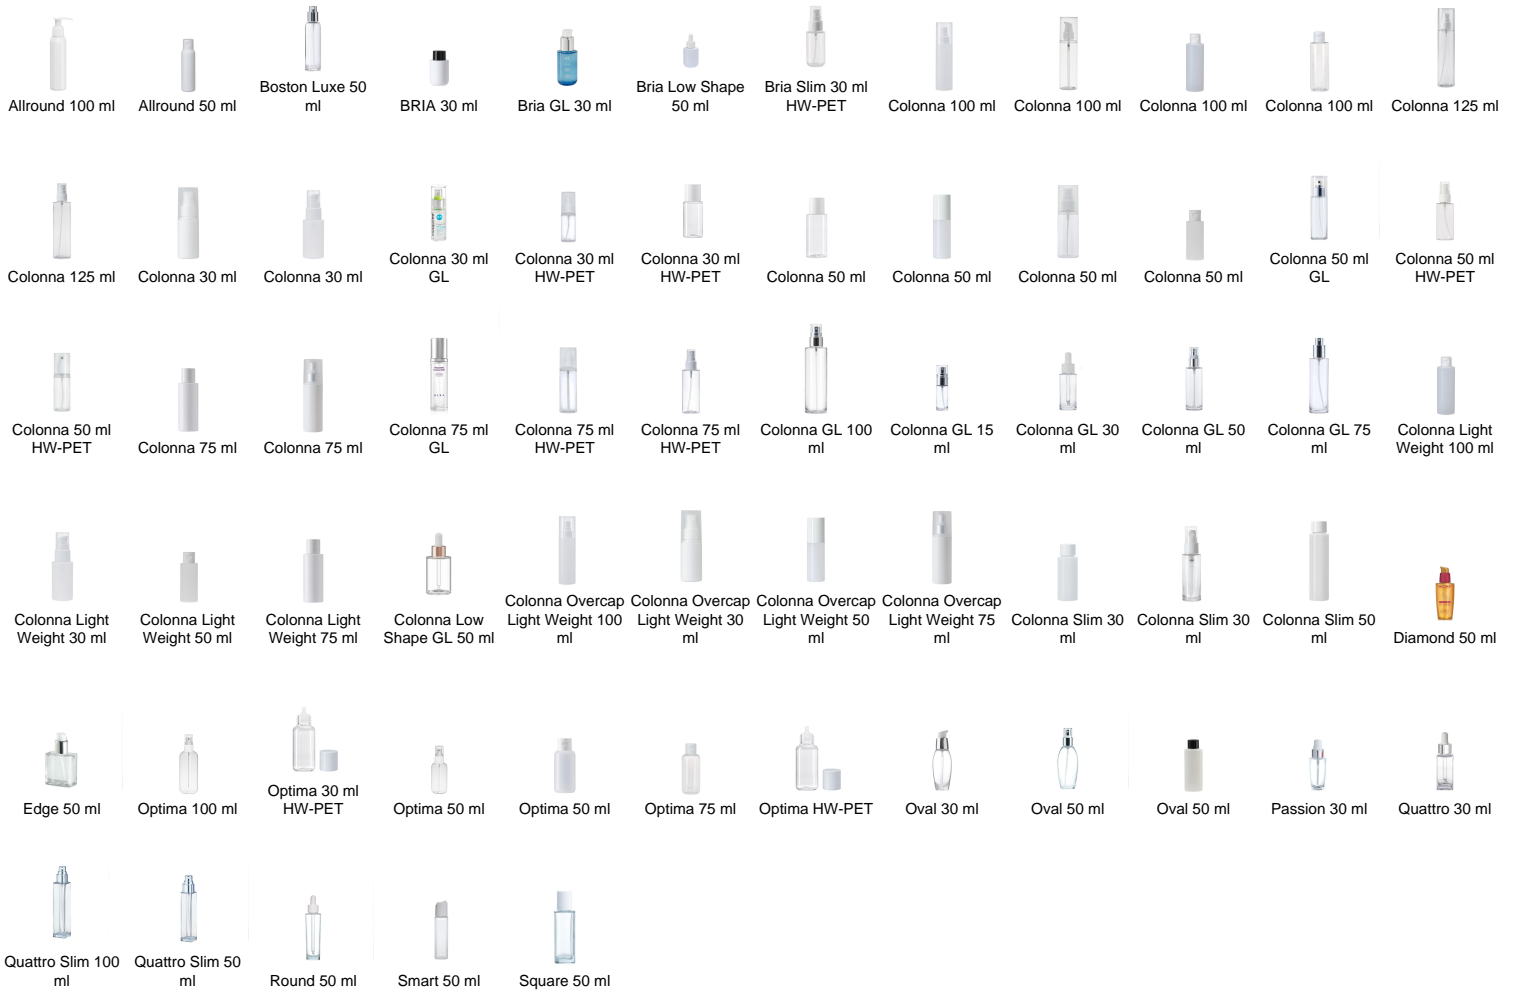 Allround 100 ml
Allround 50 ml
Boston Luxe 50
ml
BRIA 30 ml
Bria GL 30 ml
Bria Low Shape
50 ml
Bria Slim 30 ml
HW-PET
Colonna 100 ml
Colonna 100 ml
Colonna 100 ml
Colonna 100 ml
Colonna 125 ml
Colonna 125 ml
Colonna 30 ml
Colonna 30 ml
Colonna 30 ml
GL
Colonna 30 ml
HW-PET
Colonna 30 ml
HW-PET
Colonna 50 ml
Colonna 50 ml
Colonna 50 ml
Colonna 50 ml
Colonna 50 ml
GL
Colonna 50 ml
HW-PET
Colonna 50 ml
HW-PET
Colonna 75 ml
Colonna 75 ml
Colonna 75 ml
GL
Colonna 75 ml
HW-PET
Colonna 75 ml
HW-PET
Colonna GL 100
ml
Colonna GL 15
ml
Colonna GL 30
ml
Colonna GL 50
ml
Colonna GL 75
ml
Colonna Light
Weight 100 ml
Colonna Light
Weight 30 ml
Colonna Light
Weight 50 ml
Colonna Light
Weight 75 ml
Colonna Low
Shape GL 50 ml
Colonna Overcap
Light Weight 100
ml
Colonna Overcap
Light Weight 30
ml
Colonna Overcap
Light Weight 50
ml
Colonna Overcap
Light Weight 75
ml
Colonna Slim 30
ml
Colonna Slim 30
ml
Colonna Slim 50
ml
Diamond 50 ml
Edge 50 ml
Optima 100 ml
Optima 30 ml
HW-PET
Optima 50 ml
Optima 50 ml
Optima 75 ml
Optima HW-PET
Oval 30 ml
Oval 50 ml
Oval 50 ml
Passion 30 ml
Quattro 30 ml
Quattro Slim 100
ml
Quattro Slim 50
ml
Round 50 ml
Smart 50 ml
Square 50 ml